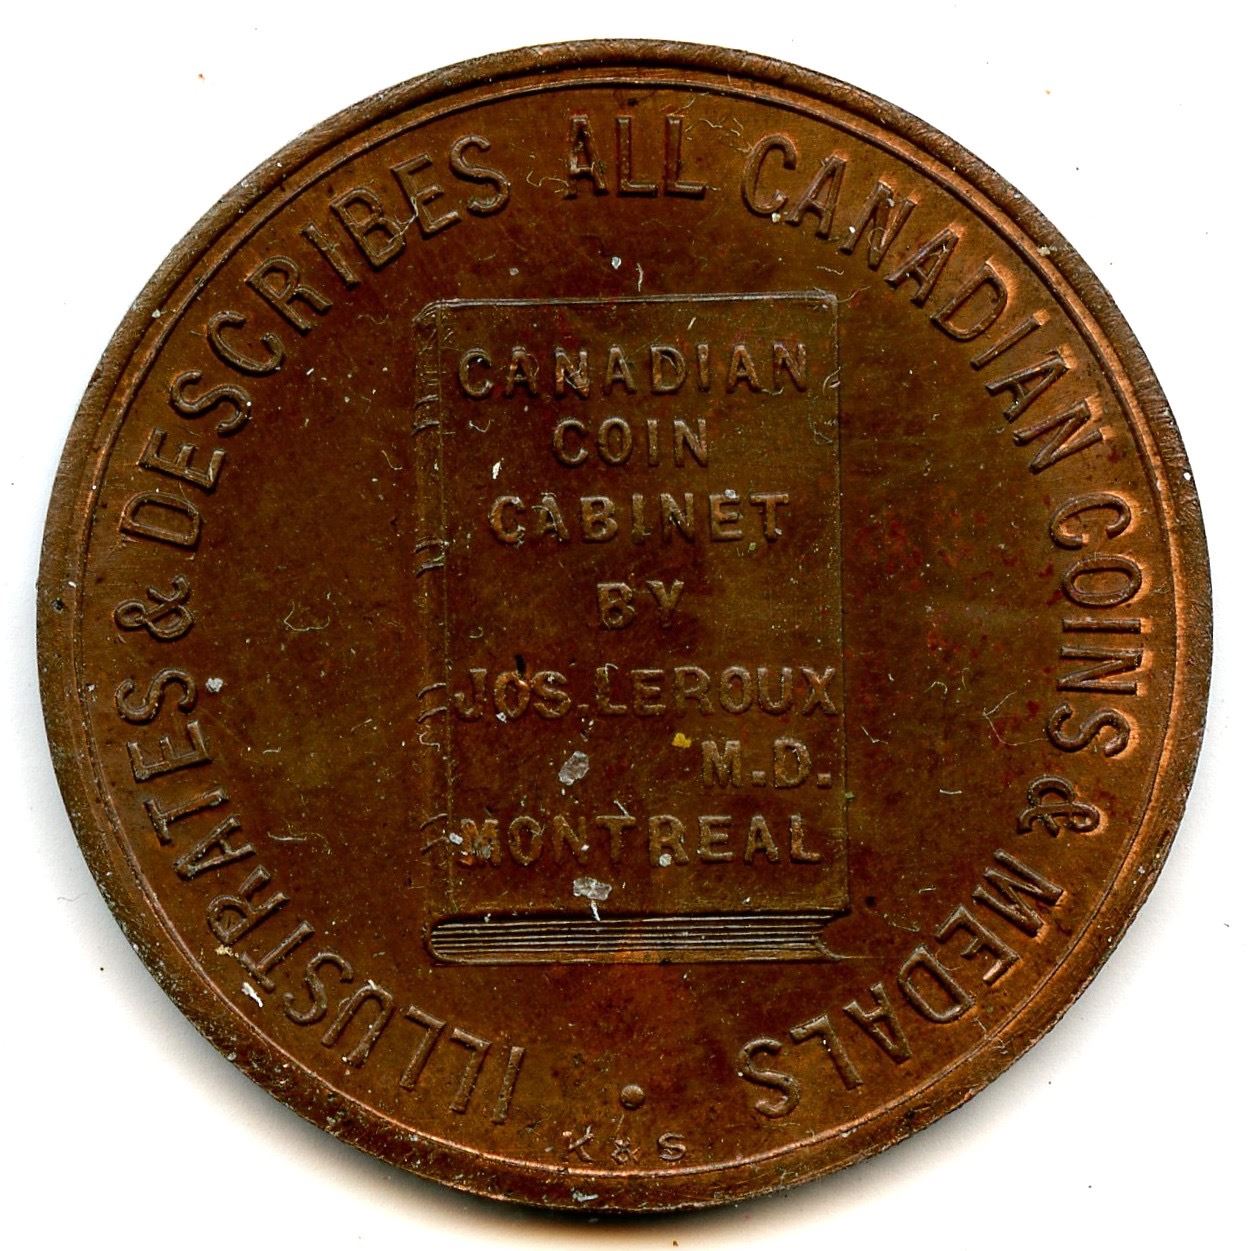 ILLUSTRATES & DESCRIBES ALL CANADIAN COINS & MEDALS
CANADIAN
COIN
CABINET
BY
JOS. LEROUX
M.D.
MONTREAL
K & S